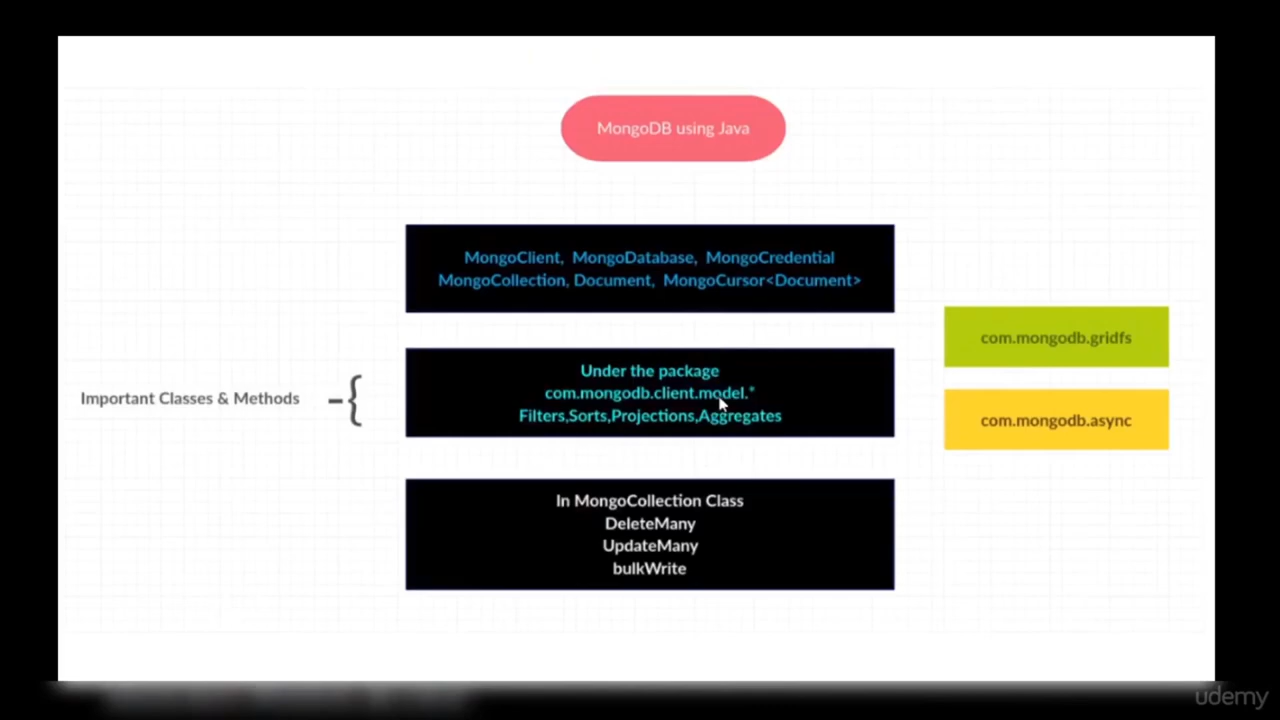 MongoDB using Java
MongoClient, MongoDatabase, MongoCredential
MongoCollection, Document, MongoCursor<Document>
Under the package
com.mongodb.client.model.*
Filters,Sorts,Projections,Aggregates
Important Classes & Methods
In MongoCollection Class
DeleteMany
UpdateMany
bulkWrite
com.mongodb.gridfs
com.mongodb.async
udemy